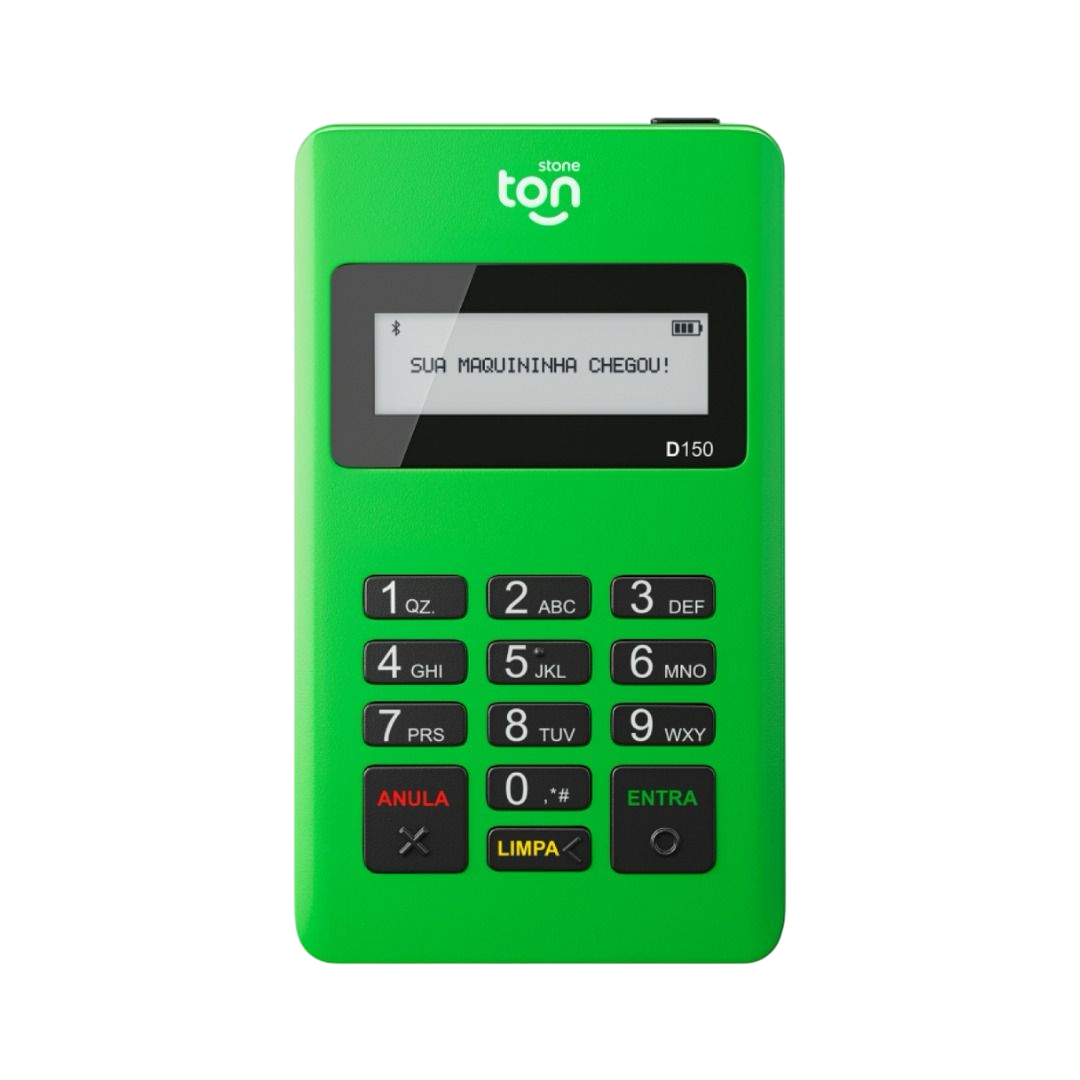 stone
ton
SUA MAQUININHA CHEGOU!
D150
1 QZ. 2 ABC 3 DEF
4 GHI 5 JKL 6 MNO
7 PRS 8 TUV 9 WXY
ANULA 0 ,*# ENTRA
LIMPA